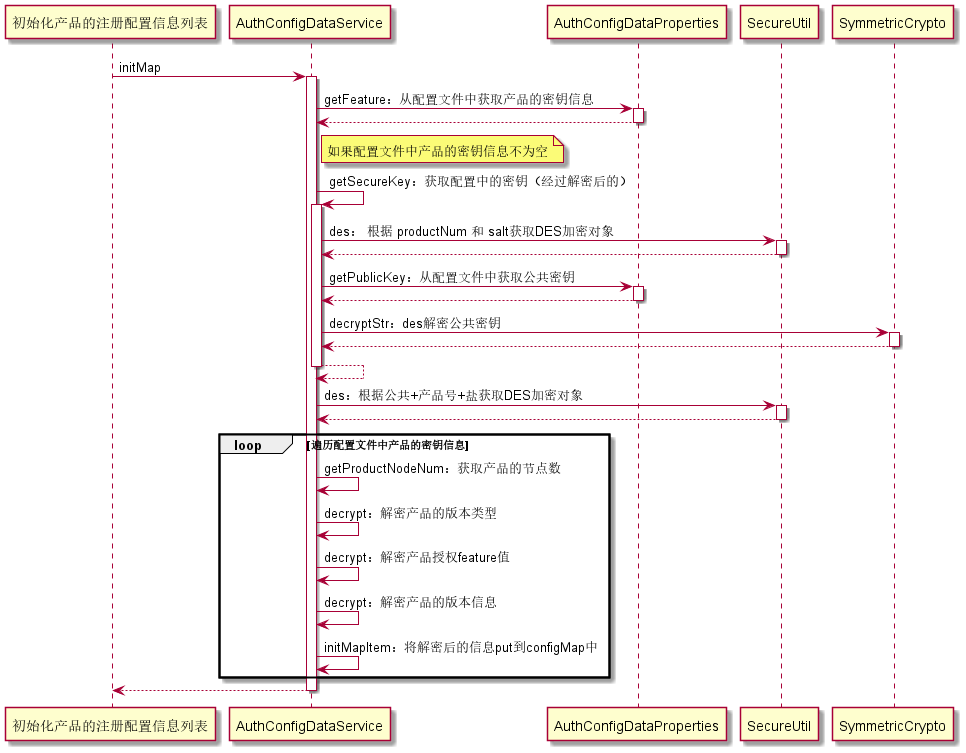 初始化产品的注册配置信息列表
AuthConfigDataService
AuthConfigDataProperties
SecureUtil
SymmetricCrypto
initMap
getFeature：从配置文件中获取产品的密钥信息
如果配置文件中产品的密钥信息不为空
getSecureKey：获取配置中的密钥（经过解密后的）
des： 根据 productNum 和 salt获取DES加密对象
getPublicKey：从配置文件中获取公共密钥
decryptStr：des解密公共密钥
des：根据公共+产品号+盐获取DES加密对象
loop
[遍历配置文件中产品的密钥信息]
getProductNodeNum：获取产品的节点数
decrypt：解密产品的版本类型
decrypt：解密产品授权feature值
decrypt：解密产品的版本信息
initMapItem：将解密后的信息put到configMap中
初始化产品的注册配置信息列表
AuthConfigDataService
AuthConfigDataProperties
SecureUtil
SymmetricCrypto